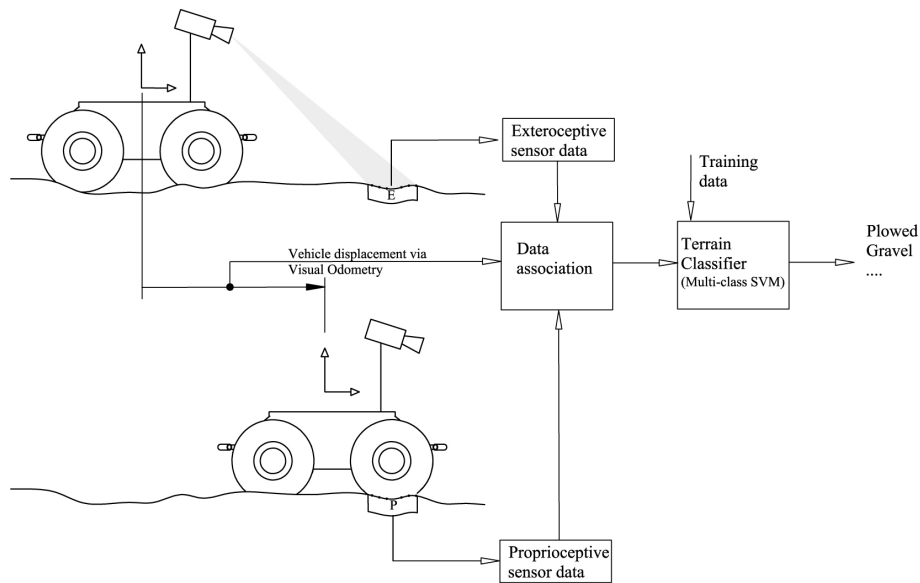 Exteroceptive
sensor data
Training
data
E
Vehicle displacement via
Visual Odometry
Data
association
Terrain
Classifier
(Multi-class SVM)
Plowed
Gravel
....
P
Proprioceptive
sensor data